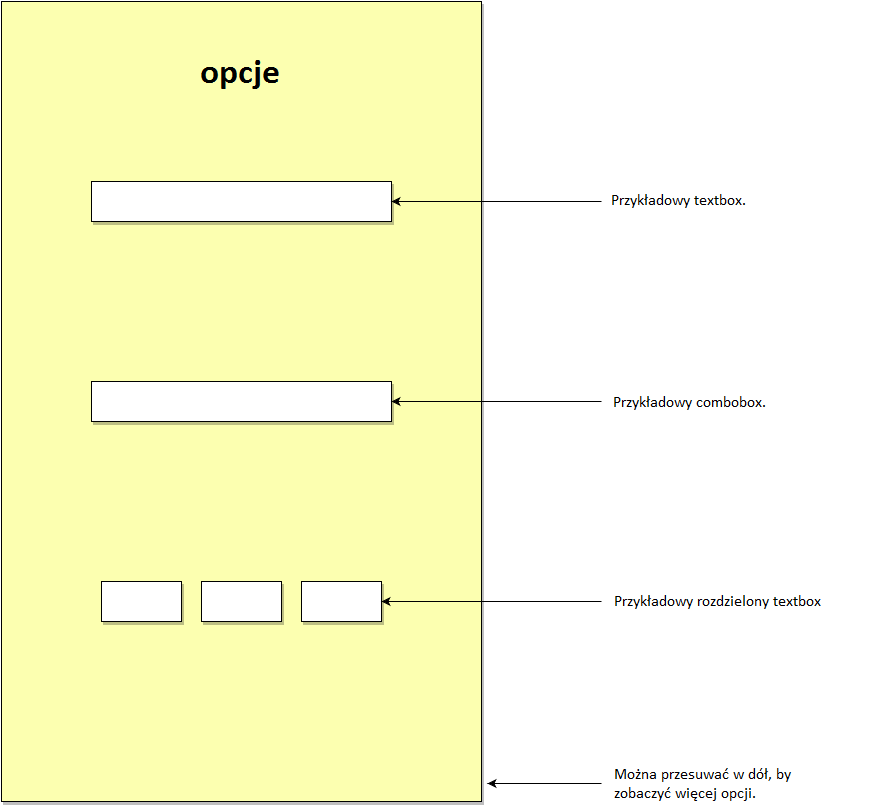 opcje
Przykładowy textbox.
Przykładowy combobox.
Przykładowy rozdzielony textbox
Można przesuwać w dół, by
zobaczyć więcej opcji.